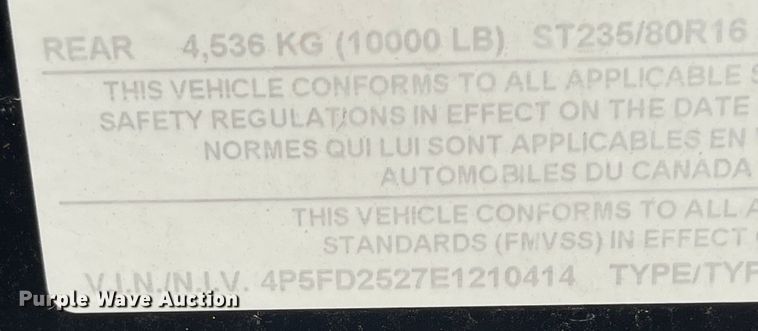 REAR 4,536 KG (10000 LB) ST235/80R16
THIS VEHICLE CONFORMS TO ALL APPLICABLE
SAFETY REGULATIONS IN EFFECT ON THE DATE
NORMES QUI LUI SONT APPLICABLES EN
AUTOMOBILES DU CANADA
THIS VEHICLE CONFORMS TO ALL
STANDARDS (FMVSS) IN EFFECT
V.I.N./N.I.V. 4P5FD2527E1210414 TYPE/TYP
Purple Wave Auction